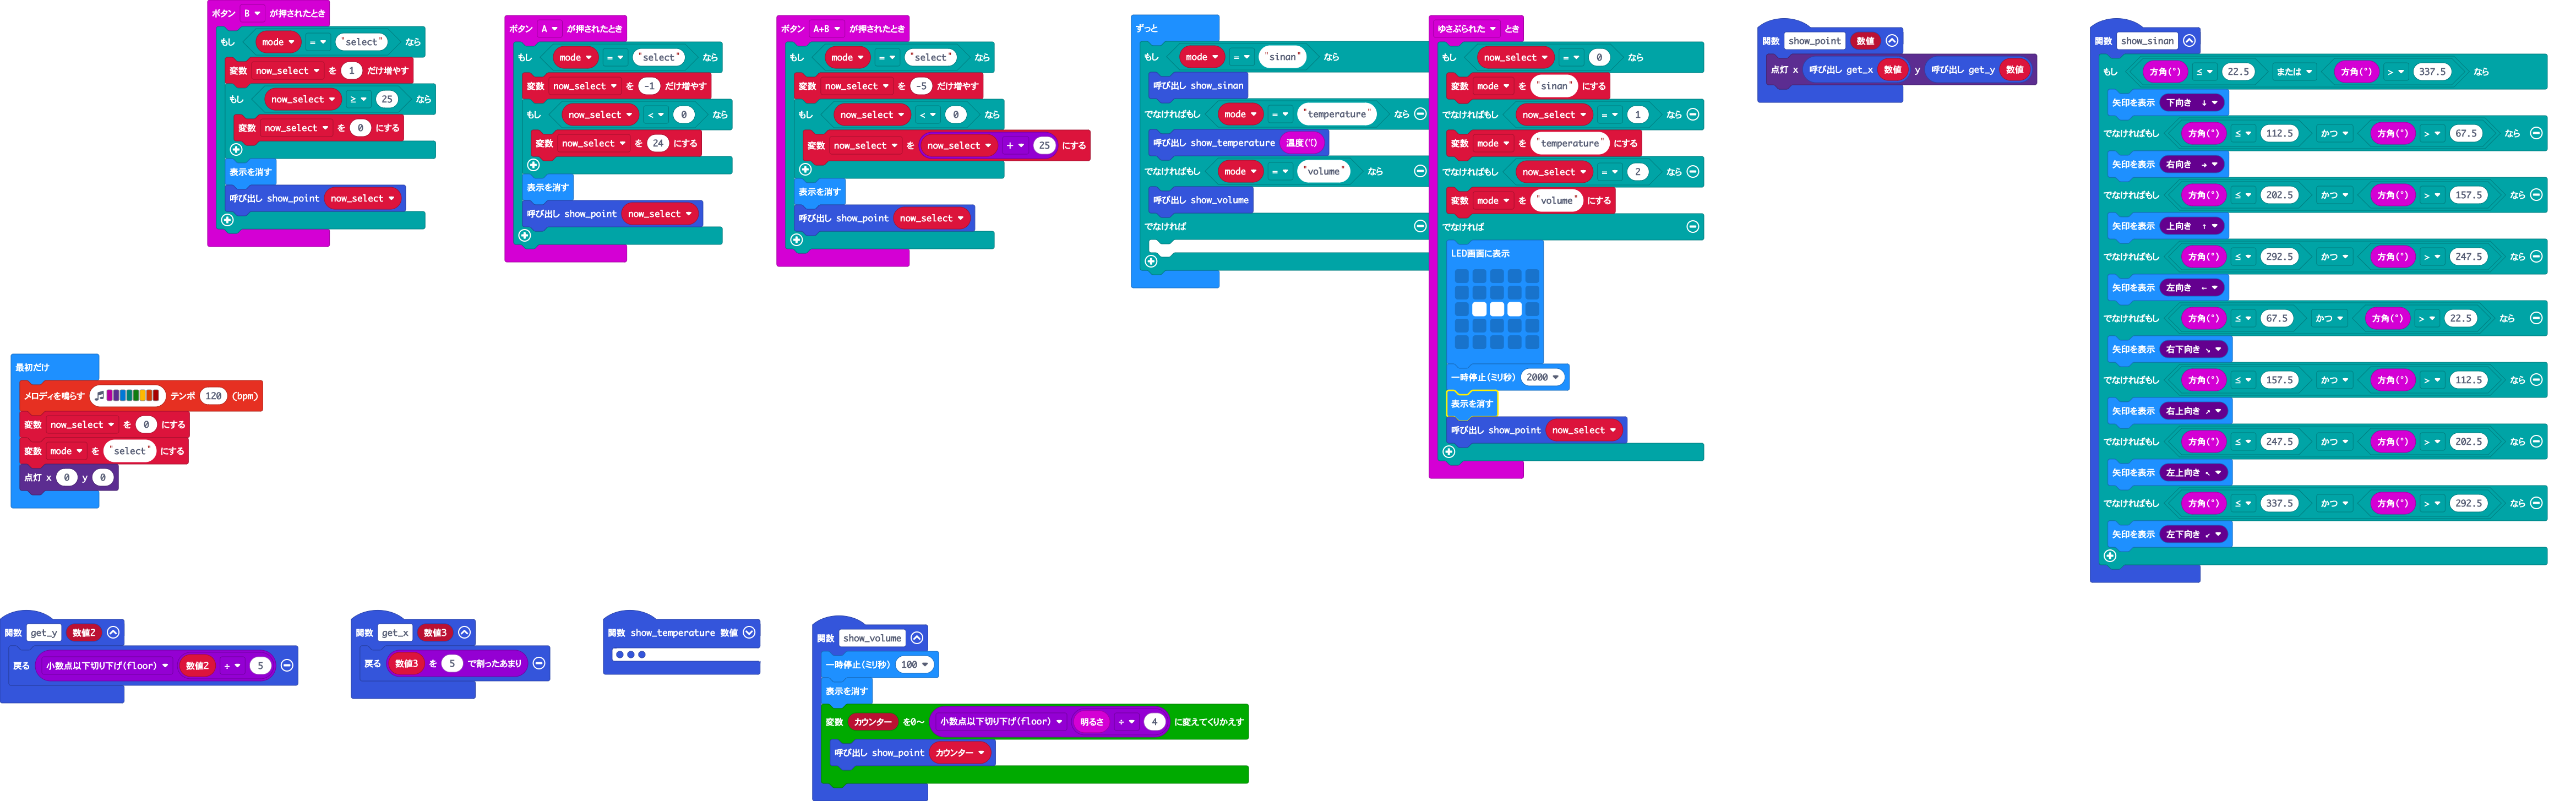 ボタン B が押されたとき
もし mode = "select" なら
変数 now_select を 1 だけ増やす
もし now_select ≥ 25 なら
変数 now_select を 0 にする
表示を消す
呼び出し show_point now_select
ボタン A が押されたとき
もし mode = "select" なら
変数 now_select を -1 だけ増やす
もし now_select < 0 なら
変数 now_select を 24 にする
表示を消す
呼び出し show_point now_select
ボタン A+B が押されたとき
もし mode = "select" なら
変数 now_select を -5 だけ増やす
もし now_select < 0 なら
変数 now_select を now_select + 25 にする
表示を消す
呼び出し show_point now_select
ずっと
もし mode = "sinan" なら
呼び出し show_sinan
でなければもし mode = "temperature" なら
呼び出し show_temperature 温度(℃)
でなければもし mode = "volume" なら
呼び出し show_volume
でなければ
ゆさぶられた とき
もし now_select = 0 なら
変数 mode を "sinan" にする
でなければもし now_select = 1 なら
変数 mode を "temperature" にする
でなければもし now_select = 2 なら
変数 mode を "volume" にする
でなければ
LED画面に表示
一時停止(ミリ秒) 2000
表示を消す
呼び出し show_point now_select
関数 show_point 数値
点灯 x 呼び出し get_x 数値 y 呼び出し get_y 数値
関数 show_sinan
もし 方角(°) ≤ 22.5 または 方角(°) > 337.5 なら
矢印を表示 下向き ↓
でなければもし 方角(°) ≤ 112.5 かつ 方角(°) > 67.5 なら
矢印を表示 右向き →
でなければもし 方角(°) ≤ 202.5 かつ 方角(°) > 157.5 なら
矢印を表示 上向き ↑
でなければもし 方角(°) ≤ 292.5 かつ 方角(°) > 247.5 なら
矢印を表示 左向き ←
でなければもし 方角(°) ≤ 67.5 かつ 方角(°) > 22.5 なら
矢印を表示 右下向き ↘
でなければもし 方角(°) ≤ 157.5 かつ 方角(°) > 112.5 なら
矢印を表示 右上向き ↗
でなければもし 方角(°) ≤ 247.5 かつ 方角(°) > 202.5 なら
矢印を表示 左上向き ↖
でなければもし 方角(°) ≤ 337.5 かつ 方角(°) > 292.5 なら
矢印を表示 左下向き ↙
最初だけ
メロディを鳴らす テンポ 120 (bpm)
変数 now_select を 0 にする
変数 mode を "select" にする
点灯 x 0 y 0
関数 get_y 数値2
戻る 小数点以下切り下げ(floor) 数値2 ÷ 5
関数 get_x 数値3
戻る 数値3 を 5 で割ったあまり
関数 show_temperature 数値
関数 show_volume
一時停止(ミリ秒) 100
表示を消す
変数 カウンター を0～ 小数点以下切り下げ(floor) 明るさ ÷ 4 に変えてくりかえす
呼び出し show_point カウンター